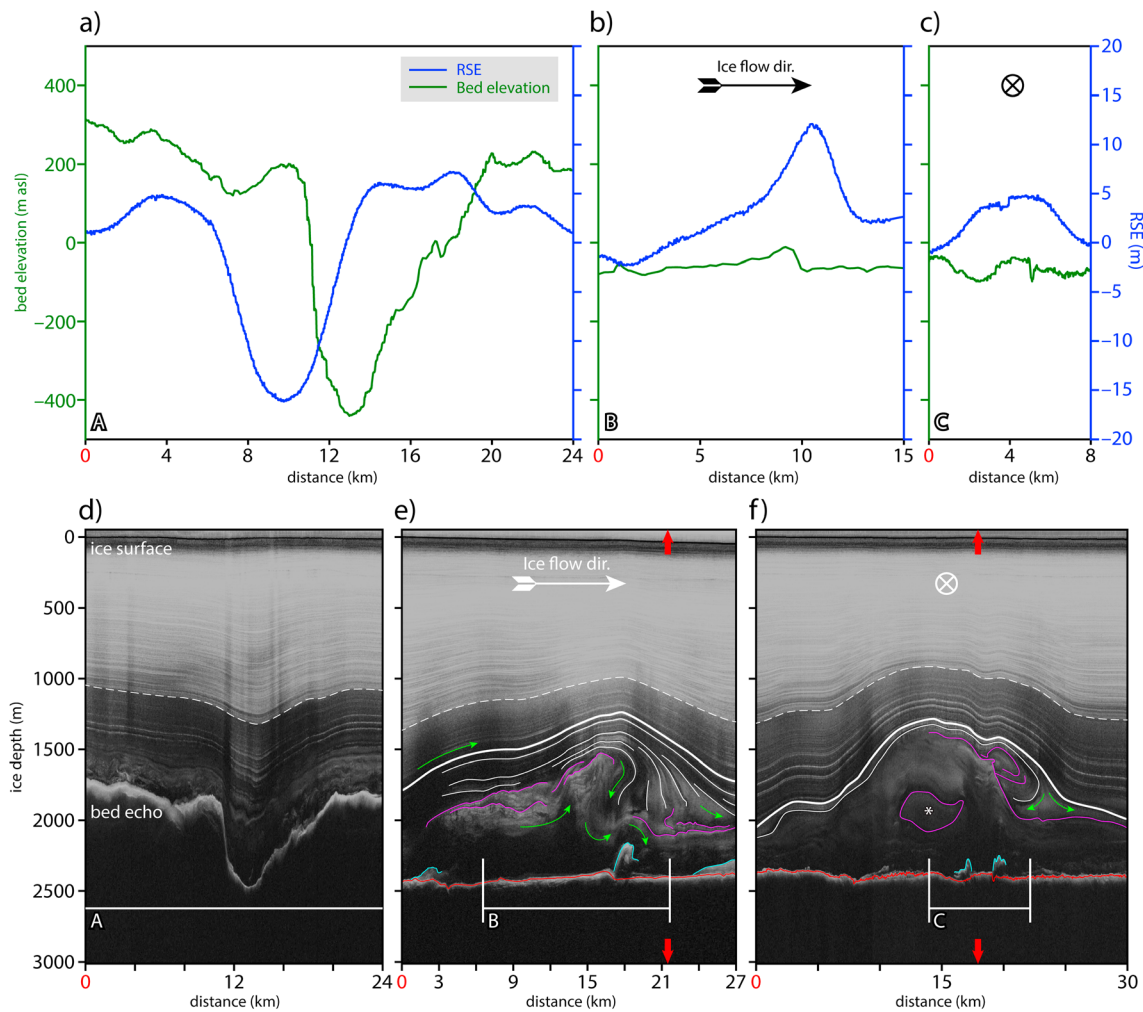 a)
b)
c)
RSE
Bed elevation
Ice flow dir.
400
200
0
−200
−400
bed elevation (m asl)
20
15
10
5
0
−5
−10
−15
−20
RSE (m)
A
B
C
0 4 8 12 16 20 24
0 5 10 15
0 4 8
distance (km)
distance (km)
distance (km)
d)
e)
f)
0
500
1000
1500
2000
2500
3000
ice depth (m)
ice surface
bed echo
Ice flow dir.
*
A
B
C
0 12 24
0 3 9 15 21 27
0 15 30
distance (km)
distance (km)
distance (km)